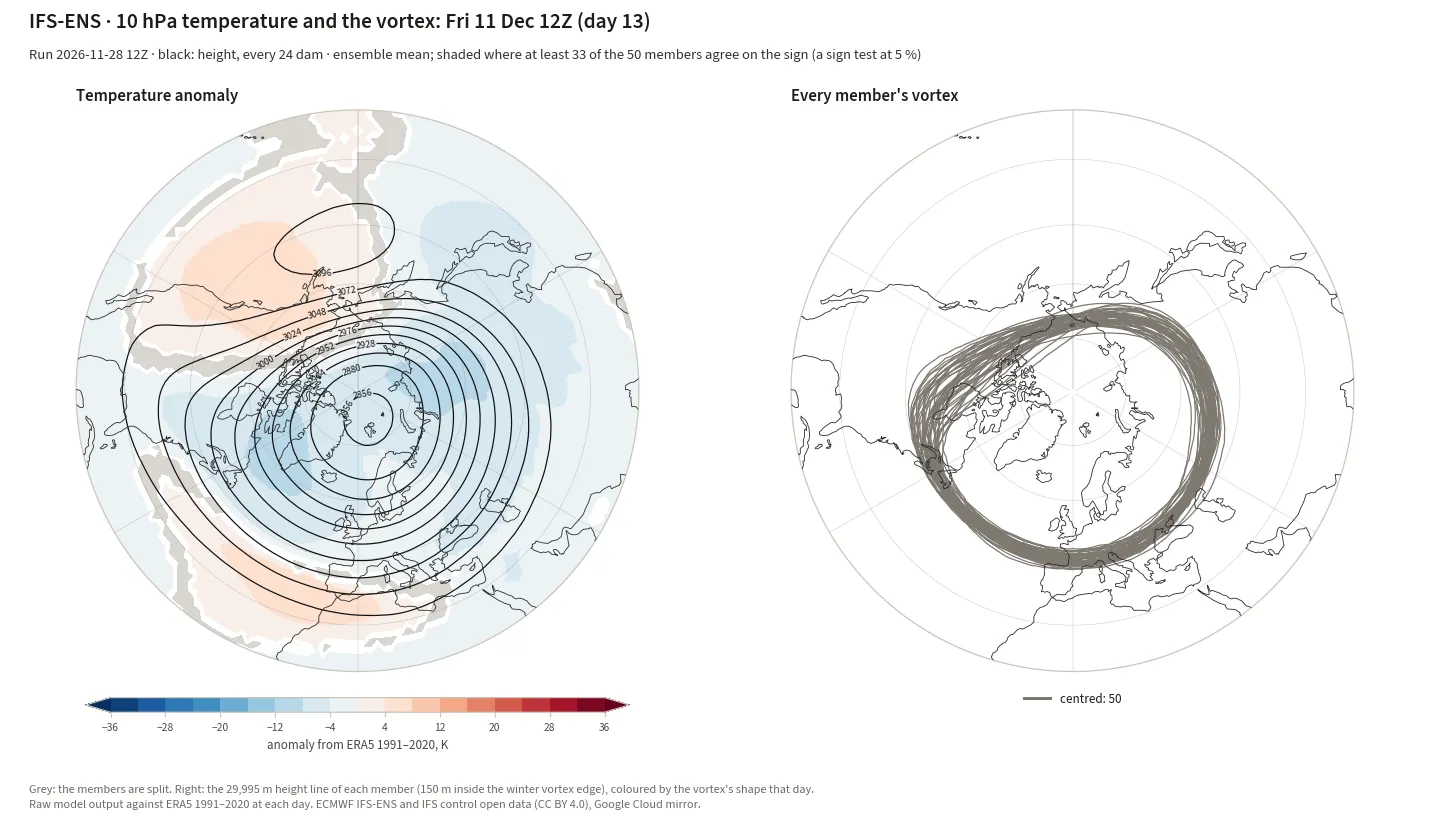 IFS-ENS · 10 hPa temperature and the vortex: Fri 11 Dec 12Z (day 13)
Run 2026-11-28 12Z · black: height, every 24 dam · ensemble mean; shaded where at least 33 of the 50 members agree on the sign (a sign test at 5 %)
Temperature anomaly
Every member's vortex
3096
3072
3048
3024
2976
3000
2952
2928
2880
2856
−36
−28
−20
−12
−4
4
12
20
28
36
anomaly from ERA5 1991–2020, K
centred: 50
Grey: the members are split. Right: the 29,995 m height line of each member (150 m inside the winter vortex edge), coloured by the vortex's shape that day.
Raw model output against ERA5 1991–2020 at each day. ECMWF IFS-ENS and IFS control open data (CC BY 4.0), Google Cloud mirror.